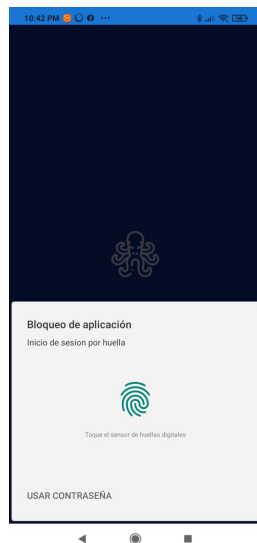 10:42 PM
Bloqueo de aplicación
Inicio de sesion por huella
Toque el sensor de huellas digitales
USAR CONTRASEÑA